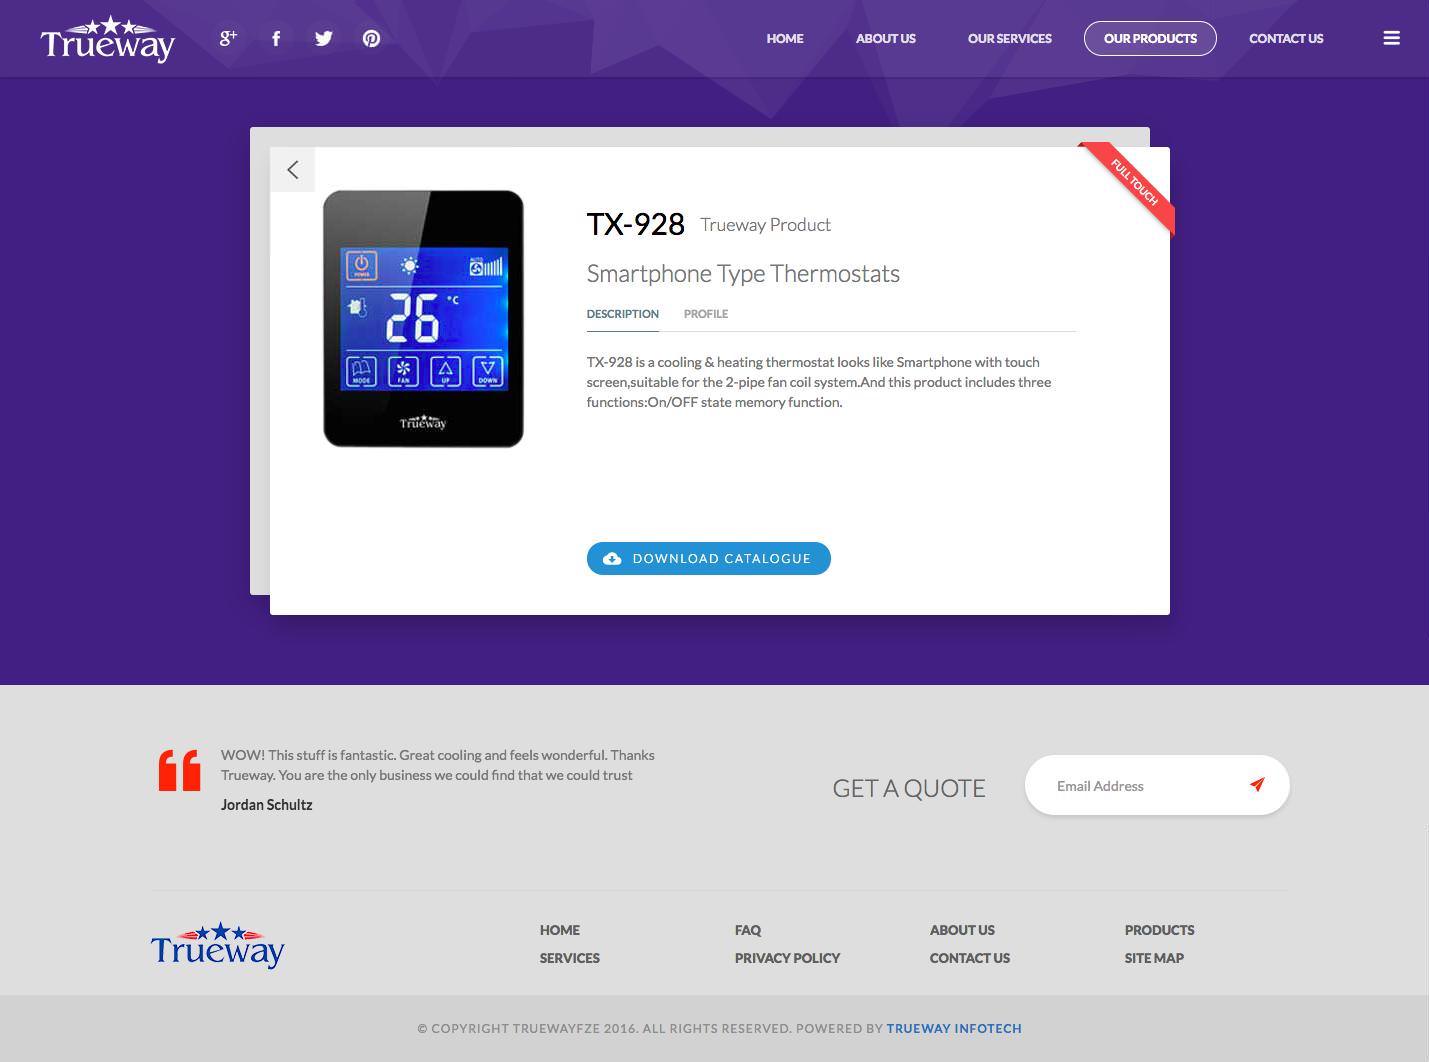 Trueway
g+
HOME
ABOUT US
OUR SERVICES
OUR PRODUCTS
CONTACT US
FULL TOUCH
TX-928 Trueway Product
Smartphone Type Thermostats
DESCRIPTION
PROFILE
TX-928 is a cooling & heating thermostat looks like Smartphone with touch
screen,suitable for the 2-pipe fan coil system.And this product includes three
functions:On/OFF state memory function.
DOWNLOAD CATALOGUE
POWER
AUTO
26 °C
MODE
FAN
UP
DOWN
Trueway
WOW! This stuff is fantastic. Great cooling and feels wonderful. Thanks
Trueway. You are the only business we could find that we could trust
Jordan Schultz
GET A QUOTE
Email Address
Trueway
HOME
FAQ
ABOUT US
PRODUCTS
SERVICES
PRIVACY POLICY
CONTACT US
SITE MAP
© COPYRIGHT TRUEWAYFZE 2016. ALL RIGHTS RESERVED. POWERED BY TRUEWAY INFOTECH